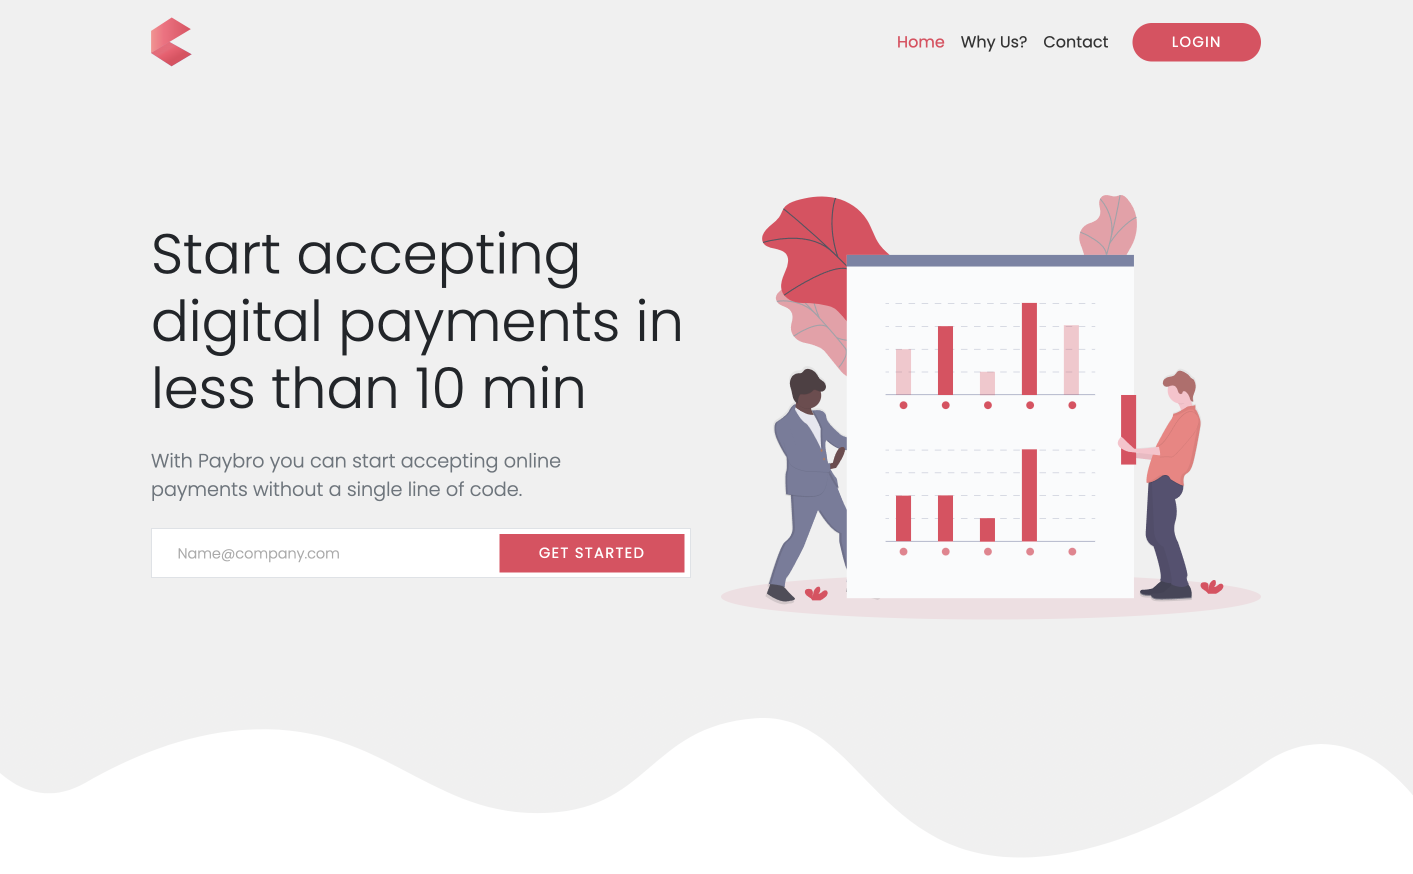 Home Why Us? Contact LOGIN
Start accepting
digital payments in
less than 10 min
With Paybro you can start accepting online
payments without a single line of code.
Name@company.com GET STARTED